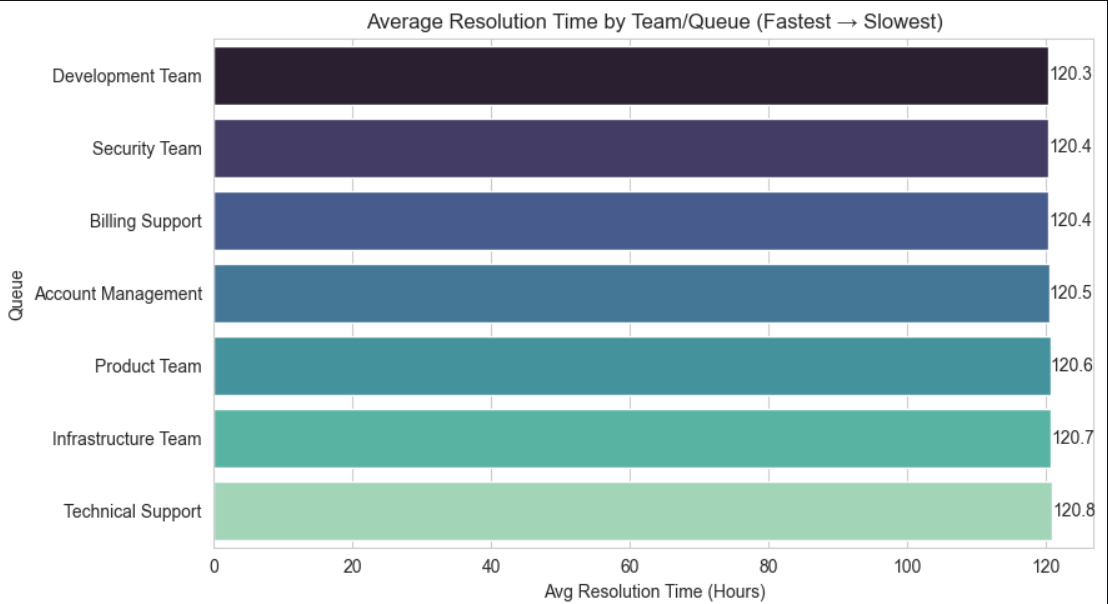 Average Resolution Time by Team/Queue (Fastest → Slowest)
Development Team 120.3
Security Team 120.4
Billing Support 120.4
Account Management 120.5
Product Team 120.6
Infrastructure Team 120.7
Technical Support 120.8
Queue
0 20 40 60 80 100 120
Avg Resolution Time (Hours)